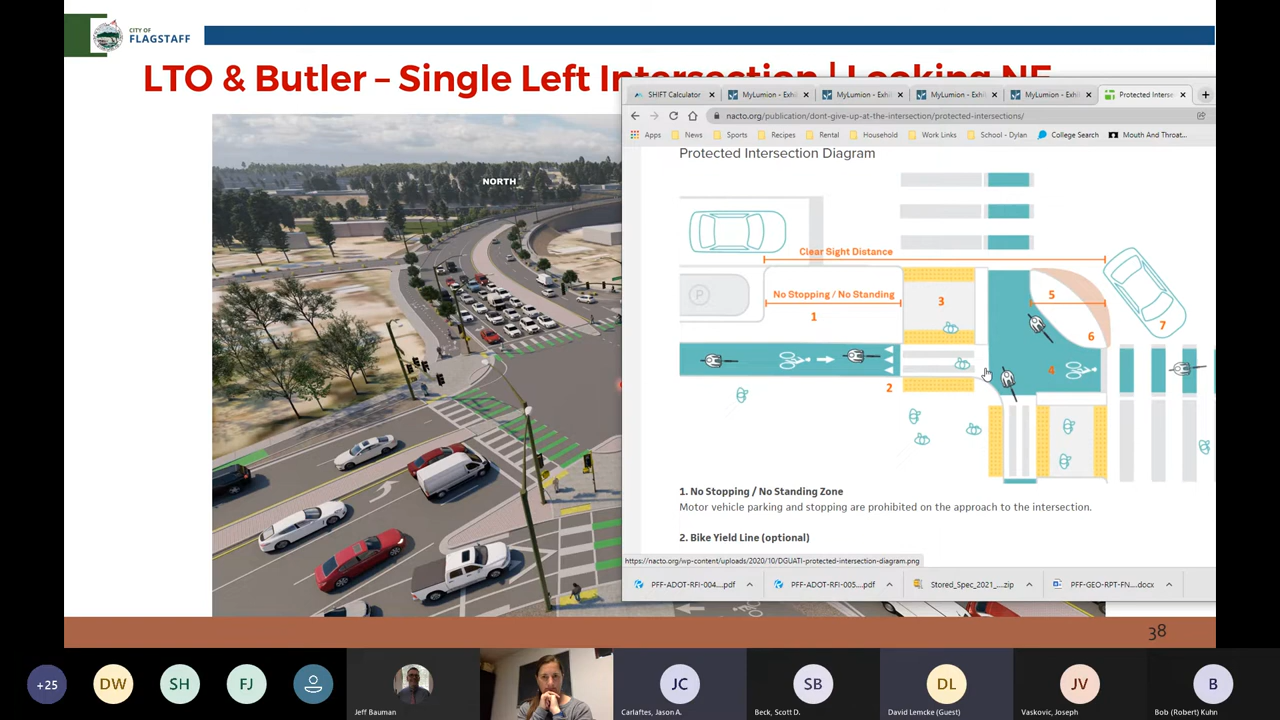 CITY OF
FLAGSTAFF
LTO & Butler – Single Left Intersection | Looking NE
NORTH
SHIFT Calculator
MyLumion - Exhi
MyLumion - Exhi
MyLumion - Exhi
MyLumion - Exhi
Protected Interse
nacto.org/publication/dont-give-up-at-the-intersection/protected-intersections/
Apps News Sports Recipes Rental Household Work Links School - Dylan College Search Mouth And Throat...
Protected Intersection Diagram
Clear Sight Distance
No Stopping / No Standing
P
1
2
3
4
5
6
7
1. No Stopping / No Standing Zone
Motor vehicle parking and stopping are prohibited on the approach to the intersection.
2. Bike Yield Line (optional)
https://nacto.org/wp-content/uploads/2020/10/DGUATI-protected-intersection-diagram.png
PFF-ADOT-RFI-004....pdf
PFF-ADOT-RFI-005....pdf
Stored_Spec_2021_...zip
PFF-GEO-RPT-FN....docx
38
+25
DW
SH
FJ
Jeff Bauman
JC
Carlaftes, Jason A.
SB
Beck, Scott D.
DL
David Lemcke (Guest)
JV
Vaskovic, Joseph
B
Bob (Robert) Kuhn